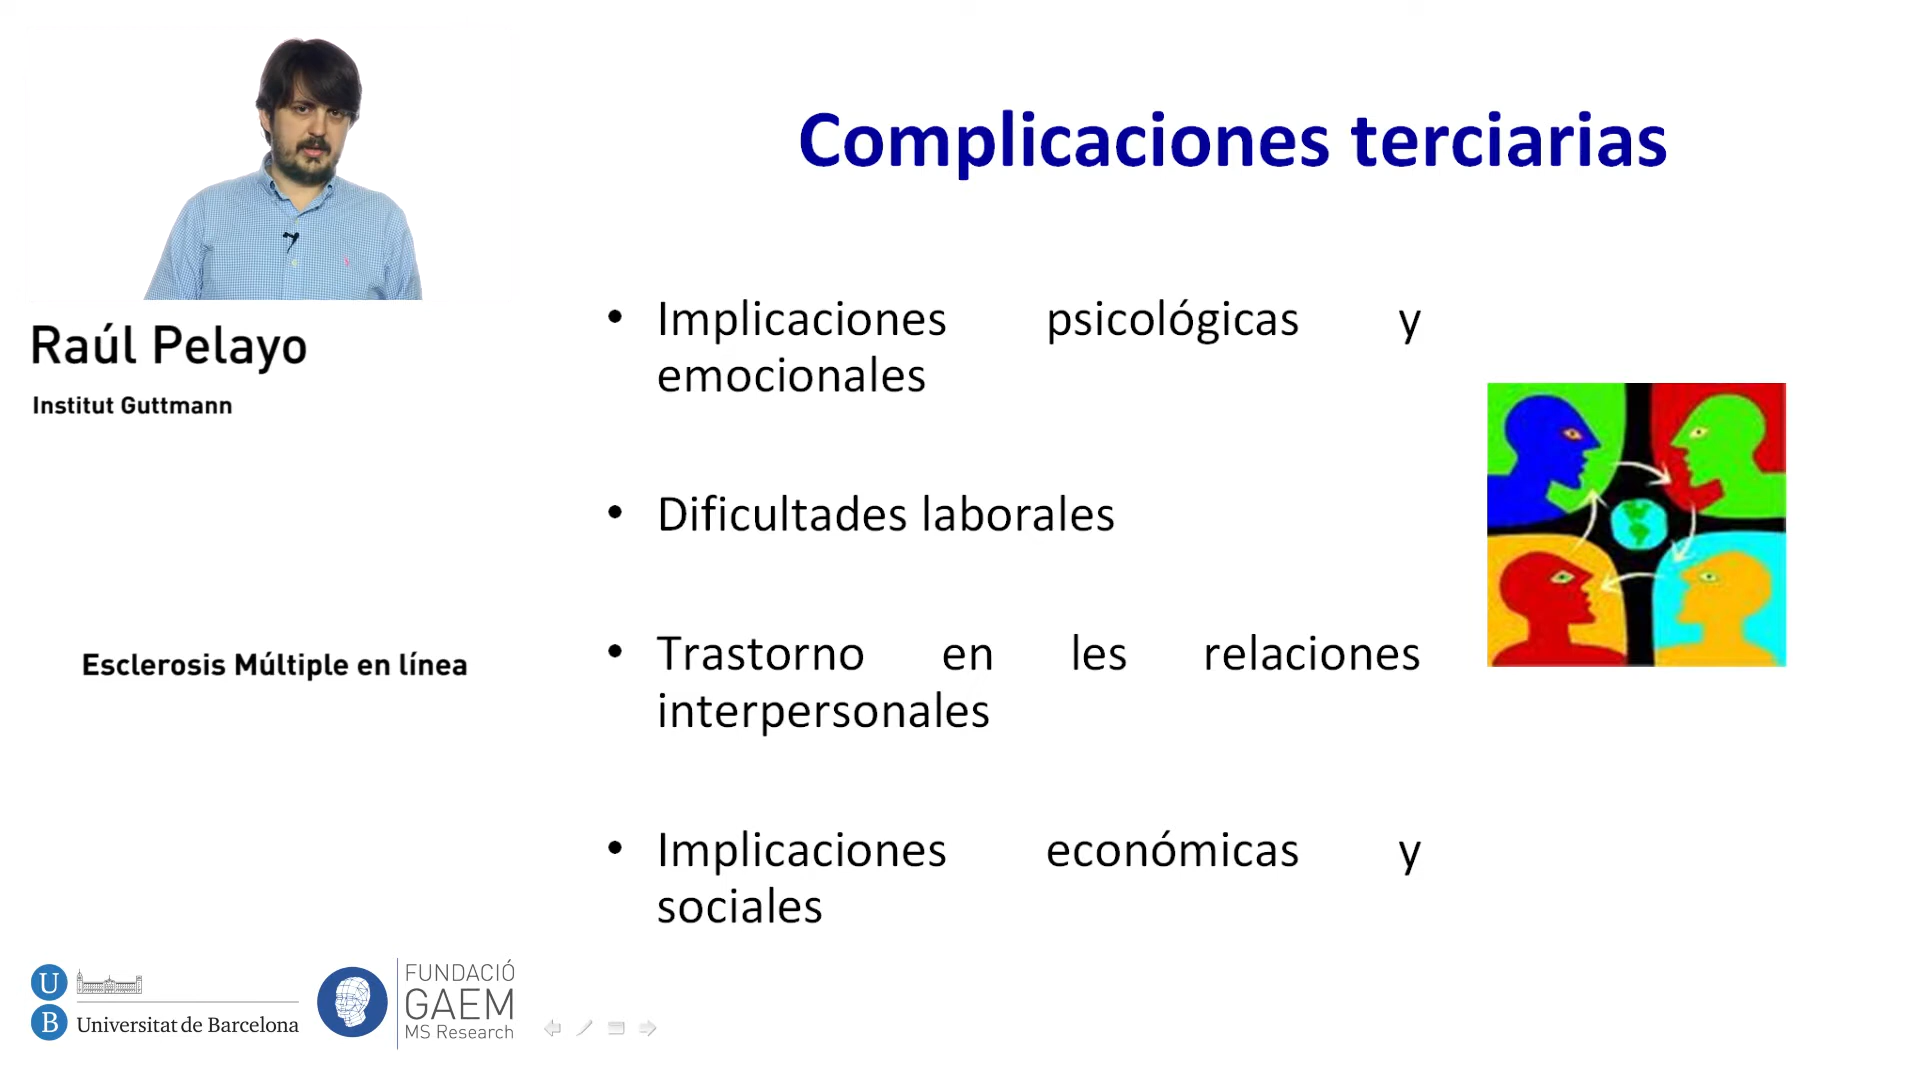 Complicaciones terciarias
Raúl Pelayo
Institut Guttmann
Esclerosis Múltiple en línea
• Implicaciones psicológicas y
emocionales
• Dificultades laborales
• Trastorno en les relaciones
interpersonales
• Implicaciones económicas y
sociales
U
B
Universitat de Barcelona
FUNDACIÓ
GAEM
MS Research